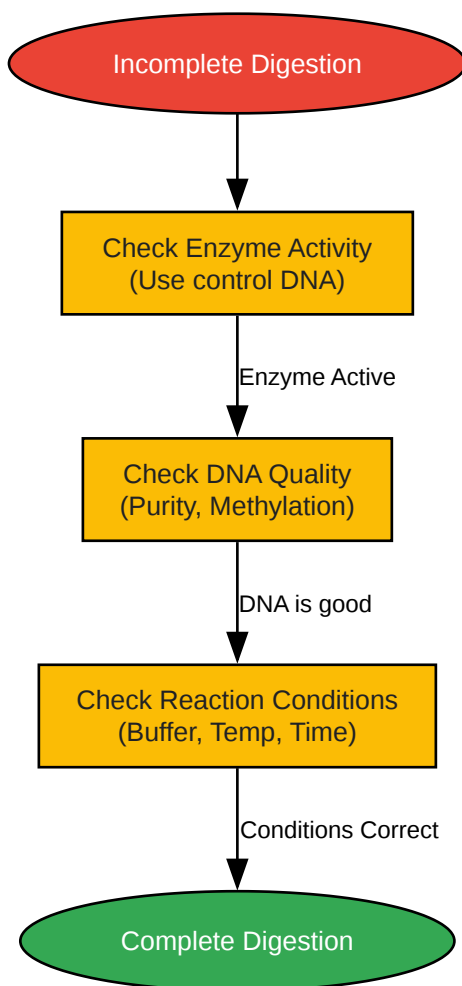 Incomplete Digestion
Check Enzyme Activity
(Use control DNA)
Enzyme Active
Check DNA Quality
(Purity, Methylation)
DNA is good
Check Reaction Conditions
(Buffer, Temp, Time)
Conditions Correct
Complete Digestion